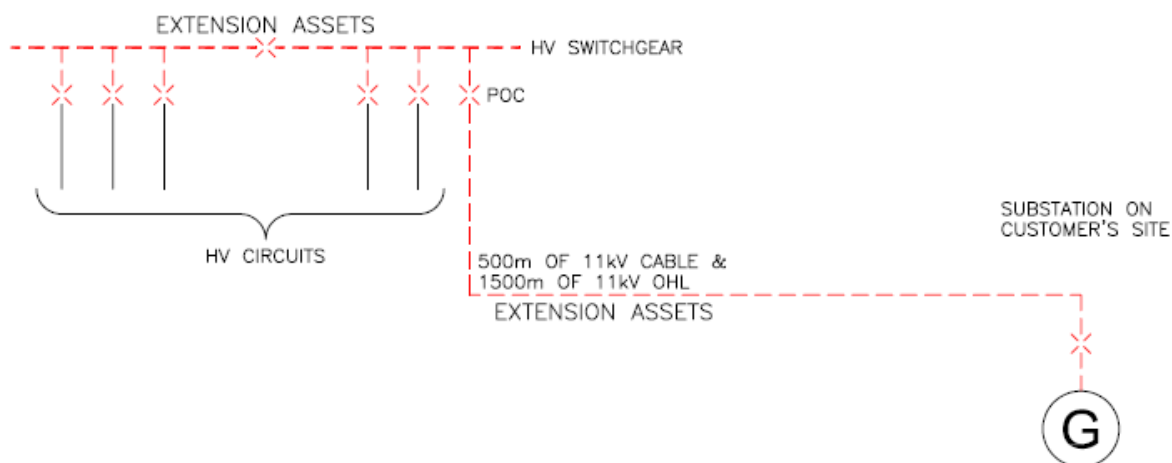 EXTENSION ASSETS
HV SWITCHGEAR
POC
HV CIRCUITS
SUBSTATION ON
CUSTOMER'S SITE
500m OF 11kV CABLE &
1500m OF 11kV OHL
EXTENSION ASSETS
G